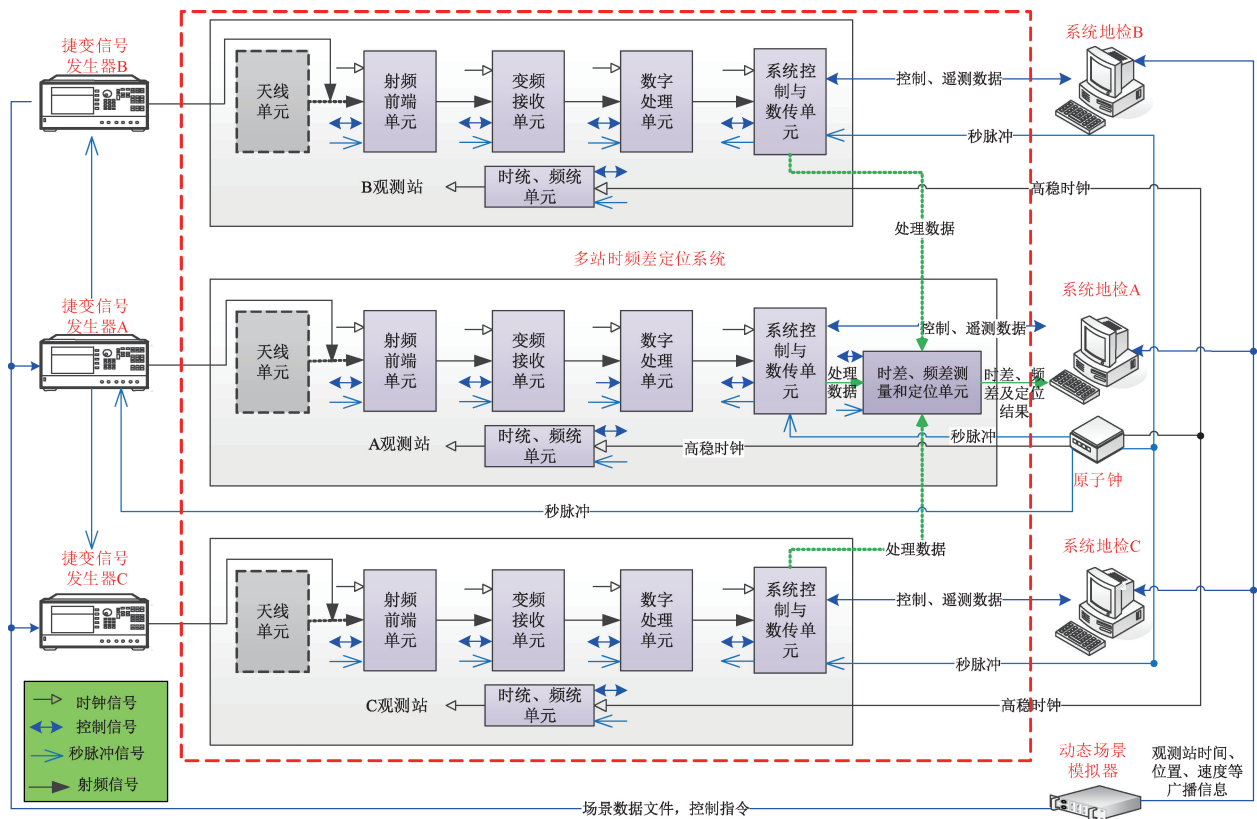 捷变信号
发生器B
天线
单元
射频
前端
单元
变频
接收
单元
数字
处理
单元
系统控
制与
数传单
元
控制、遥测数据
系统地检B
秒脉冲
B观测站
时统、频统
单元
高稳时钟
处理数据
多站时频差定位系统
捷变信号
发生器A
天线
单元
射频
前端
单元
变频
接收
单元
数字
处理
单元
系统控
制与
数传单
元
控制、遥测数据
系统地检A
处理
数据
时差、频差测
量和定位单元
时差、频
差及定位
结果
A观测站
时统、频统
单元
高稳时钟
秒脉冲
原子钟
秒脉冲
捷变信号
发生器C
天线
单元
射频
前端
单元
变频
接收
单元
数字
处理
单元
系统控
制与
数传单
元
处理数据
控制、遥测数据
系统地检C
秒脉冲
C观测站
时统、频统
单元
高稳时钟
时钟信号
控制信号
秒脉冲信号
射频信号
动态场景
模拟器
观测站时间、
位置、速度等
广播信息
场景数据文件，控制指令